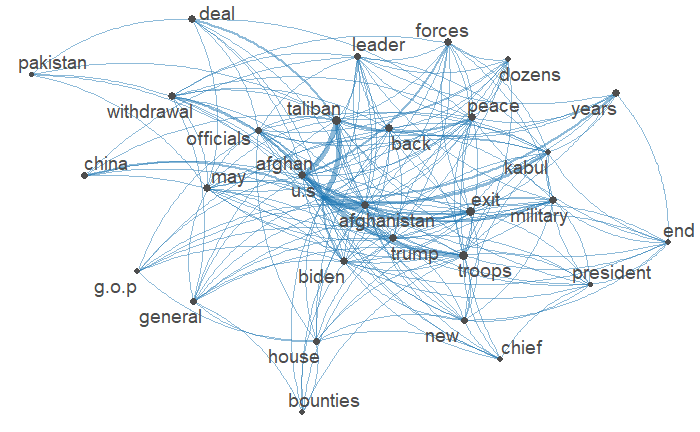 deal
forces
leader
pakistan
dozens
withdrawal
taliban
peace
years
officials
back
china
afghan
kabul
may
u.s
exit
afghanistan
military
end
trump
g.o.p
biden
troops
president
general
new
house
chief
bounties